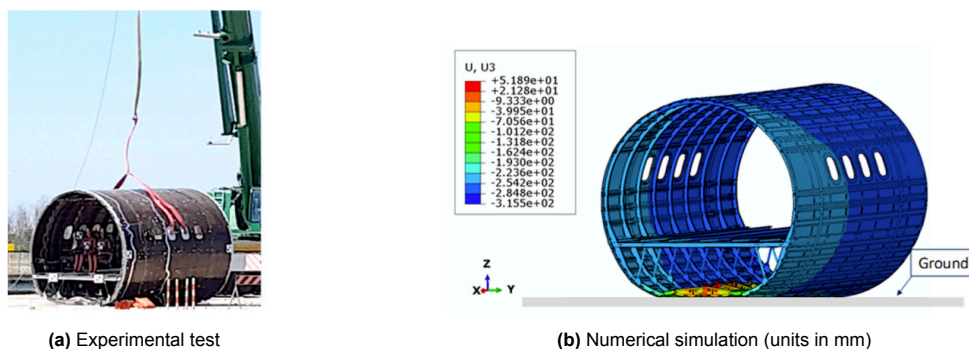 U, U3
+5.189e+01
+2.128e+01
-9.333e+00
-3.995e+01
-7.056e+01
-1.012e+02
-1.318e+02
-1.624e+02
-1.930e+02
-2.236e+02
-2.542e+02
-2.848e+02
-3.155e+02
Z
X Y
Ground
(a) Experimental test
(b) Numerical simulation (units in mm)